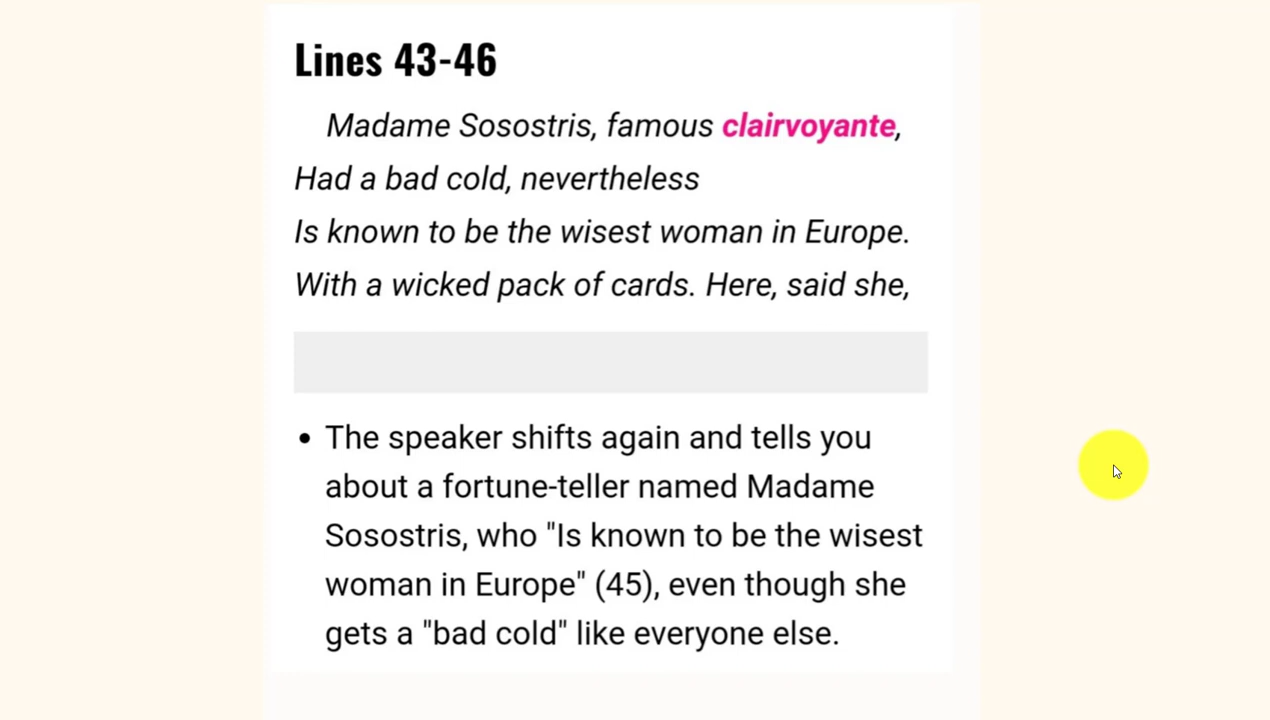 Lines 43-46
Madame Sosostris, famous clairvoyante,
Had a bad cold, nevertheless
Is known to be the wisest woman in Europe.
With a wicked pack of cards. Here, said she,
• The speaker shifts again and tells you
about a fortune-teller named Madame
Sosostris, who "Is known to be the wisest
woman in Europe" (45), even though she
gets a "bad cold" like everyone else.